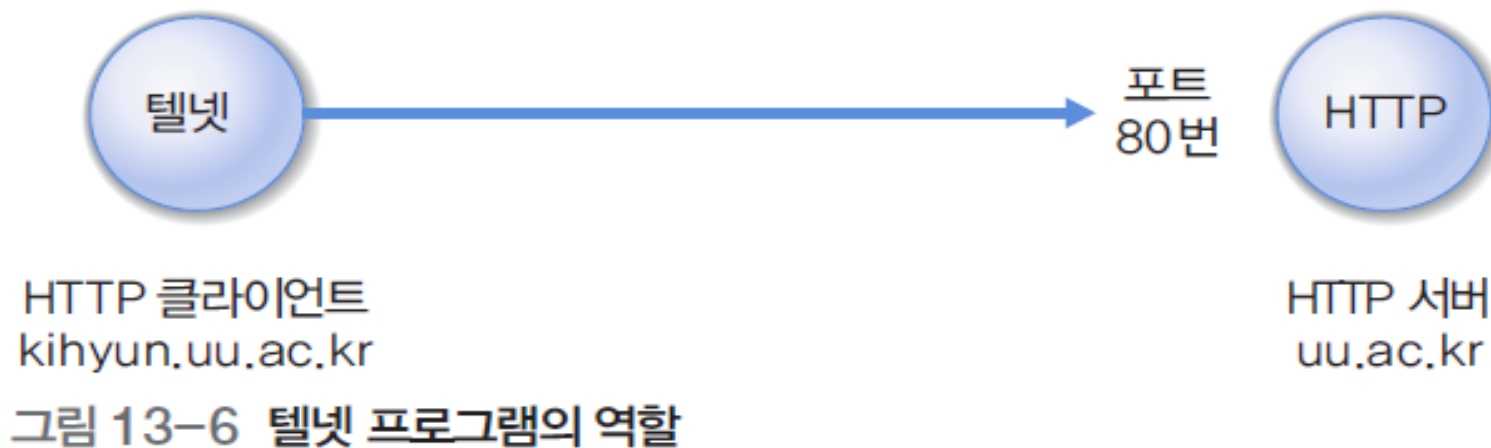 텔넷
포트
80번
HTTP
HTTP 클라이언트
kihyun.uu.ac.kr
HTTP 서버
uu.ac.kr
그림 13-6 텔넷 프로그램의 역할